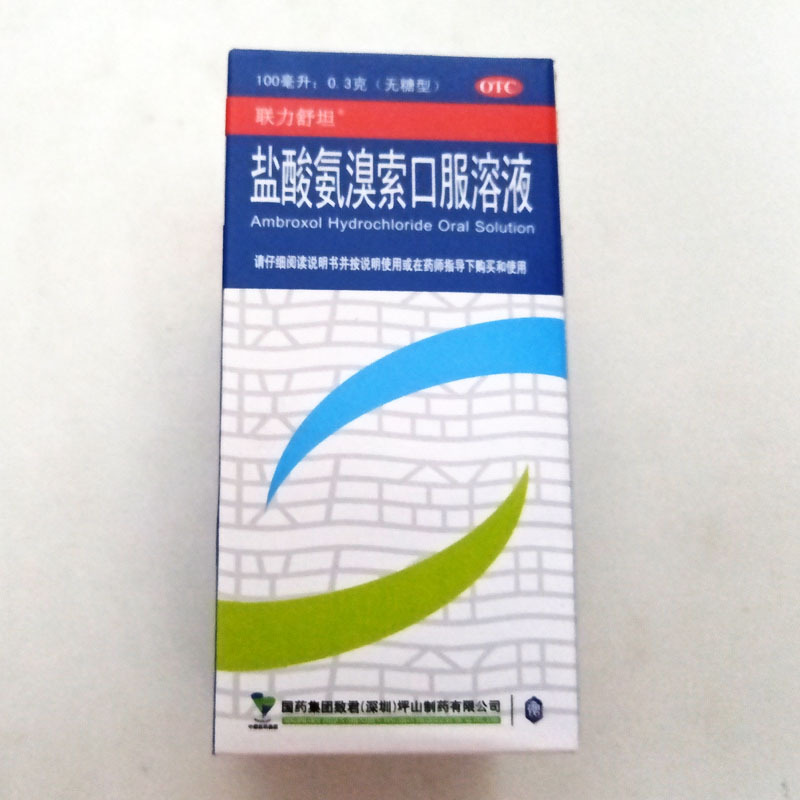 100毫升：0.3克（无糖型）
OTC
联力舒坦®
盐酸氨溴索口服溶液
Ambroxol Hydrochloride Oral Solution
请仔细阅读说明书并按说明使用或在药师指导下购买和使用
国药集团致君(深圳)坪山制药有限公司